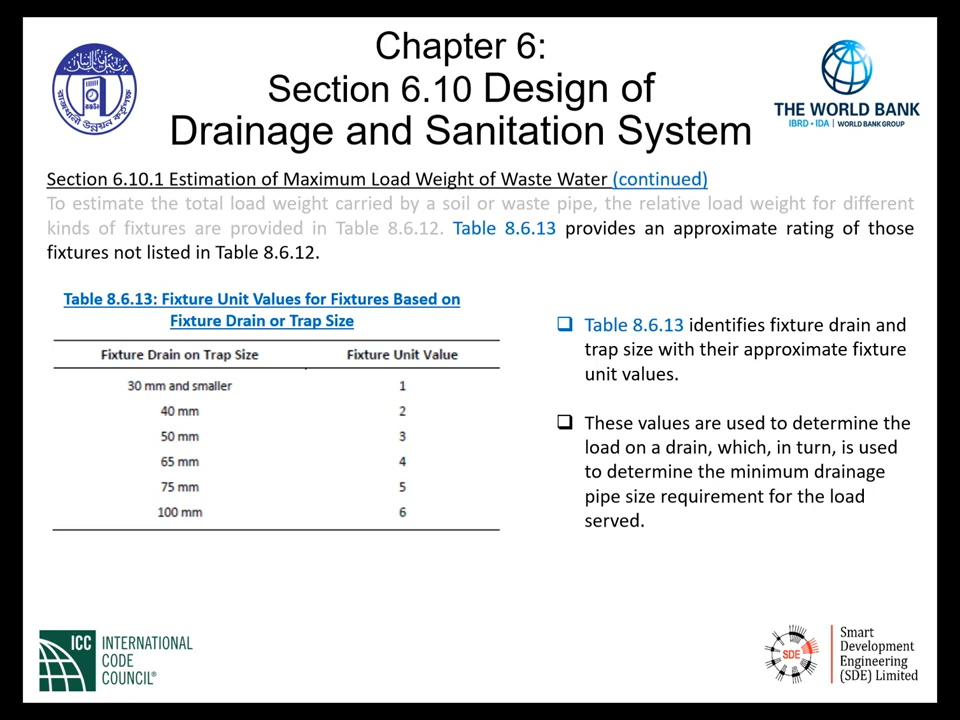 Chapter 6:
Section 6.10 Design of
Drainage and Sanitation System
THE WORLD BANK
IBRD • IDA | WORLD BANK GROUP
Section 6.10.1 Estimation of Maximum Load Weight of Waste Water (continued)
To estimate the total load weight carried by a soil or waste pipe, the relative load weight for different
kinds of fixtures are provided in Table 8.6.12. Table 8.6.13 provides an approximate rating of those
fixtures not listed in Table 8.6.12.
Table 8.6.13: Fixture Unit Values for Fixtures Based on
Fixture Drain or Trap Size
Fixture Drain on Trap Size Fixture Unit Value
30 mm and smaller 1
40 mm 2
50 mm 3
65 mm 4
75 mm 5
100 mm 6
Table 8.6.13 identifies fixture drain and
trap size with their approximate fixture
unit values.
These values are used to determine the
load on a drain, which, in turn, is used
to determine the minimum drainage
pipe size requirement for the load
served.
ICC INTERNATIONAL
CODE
COUNCIL®
SDE
Smart
Development
Engineering
(SDE) Limited